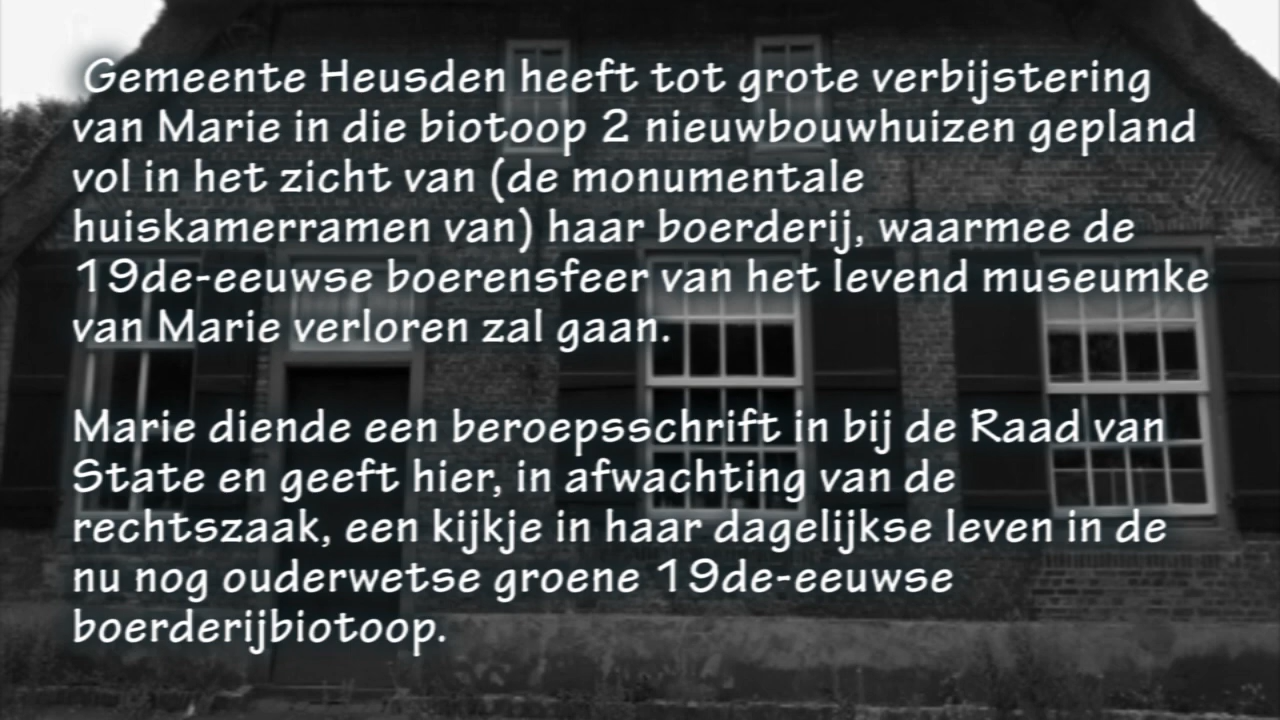 Gemeente Heusden heeft tot grote verbijstering
van Marie in die biotoop 2 nieuwbouwhuizen gepland
vol in het zicht van (de monumentale
huiskamerramen van) haar boerderij, waarmee de
19de-eeuwse boerensfeer van het levend museumke
van Marie verloren zal gaan.
Marie diende een beroepsschrift in bij de Raad van
State en geeft hier, in afwachting van de
rechtszaak, een kijkje in haar dagelijkse leven in de
nu nog ouderwetse groene 19de-eeuwse
boerderijbiotoop.